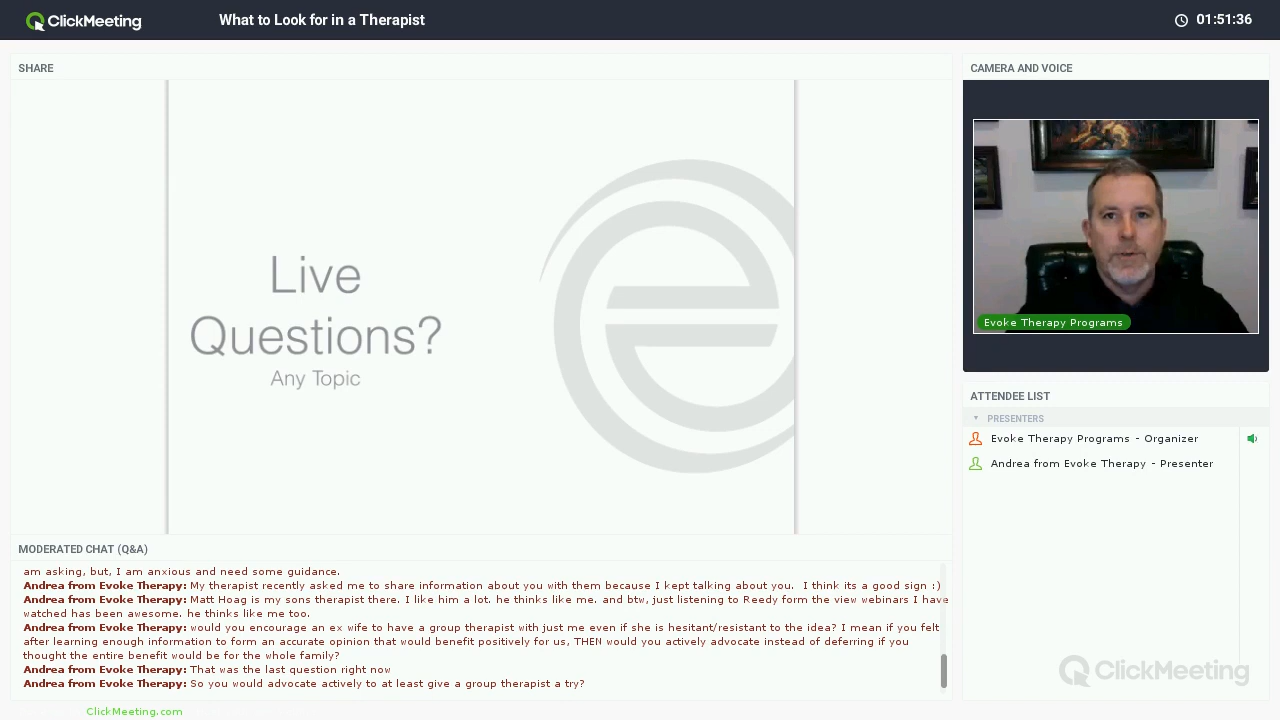 ClickMeeting
What to Look for in a Therapist
01:51:36
SHARE
CAMERA AND VOICE
Live
Questions?
Any Topic
Evoke Therapy Programs
ATTENDEE LIST
PRESENTERS
Evoke Therapy Programs - Organizer
Andrea from Evoke Therapy - Presenter
MODERATED CHAT (Q&A)
am asking, but, I am anxious and need some guidance.
Andrea from Evoke Therapy: My therapist recently asked me to share information about you with them because I kept talking about you.  I think its a good sign :)
Andrea from Evoke Therapy: Matt Hoag is my sons therapist there. I like him a lot. he thinks like me. and btw, just listening to Reedy form the view webinars I have
watched has been awesome. he thinks like me too.
Andrea from Evoke Therapy: would you encourage an ex wife to have a group therapist with just me even if she is hesitant/resistant to the idea? I mean if you felt
after learning enough information to form an accurate opinion that would benefit positively for us, THEN would you actively advocate instead of deferring if you
thought the entire benefit would be for the whole family?
Andrea from Evoke Therapy: That was the last question right now
Andrea from Evoke Therapy: So you would advocate actively to at least give a group therapist a try?
ClickMeeting
ClickMeeting.com